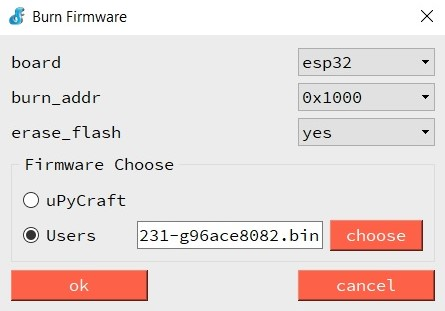 Burn Firmware
board esp32
burn_addr 0x1000
erase_flash yes
Firmware Choose
uPyCraft
Users 231-g96ace8082.bin choose
ok cancel